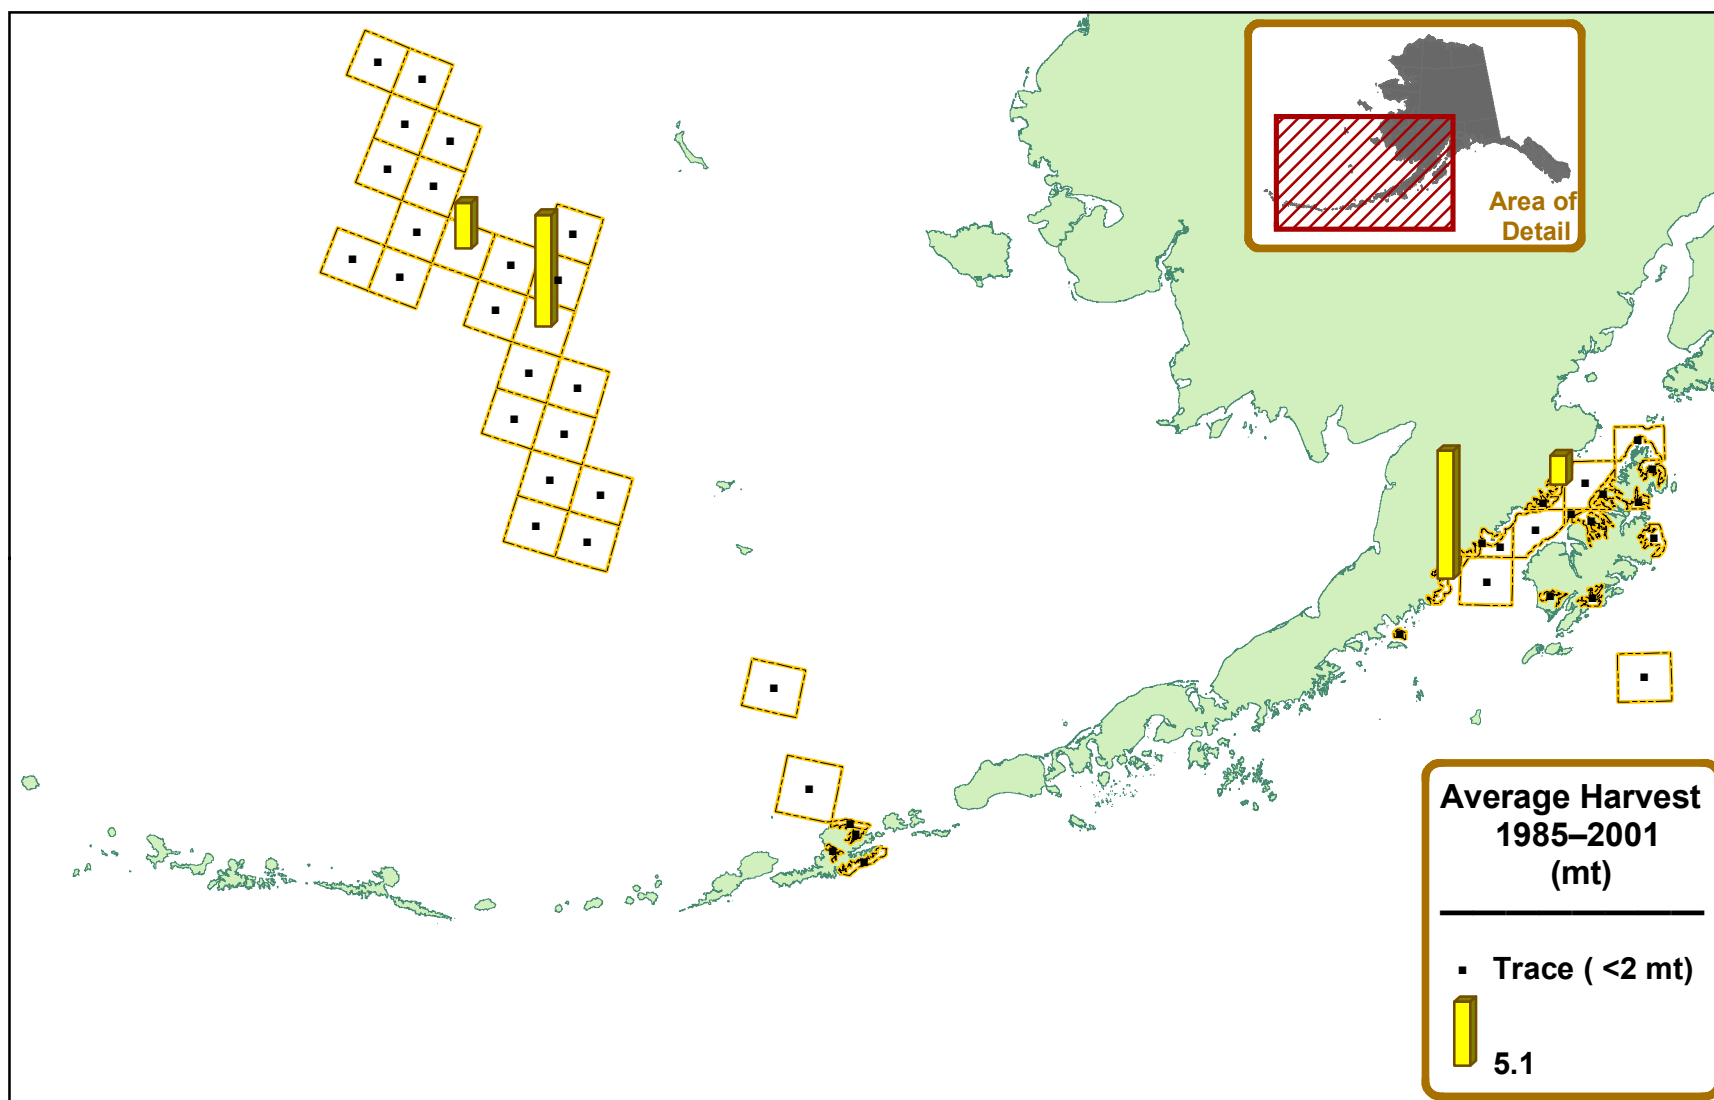 Area of
Detail
Average Harvest
1985–2001
(mt)
Trace ( <2 mt)
5.1